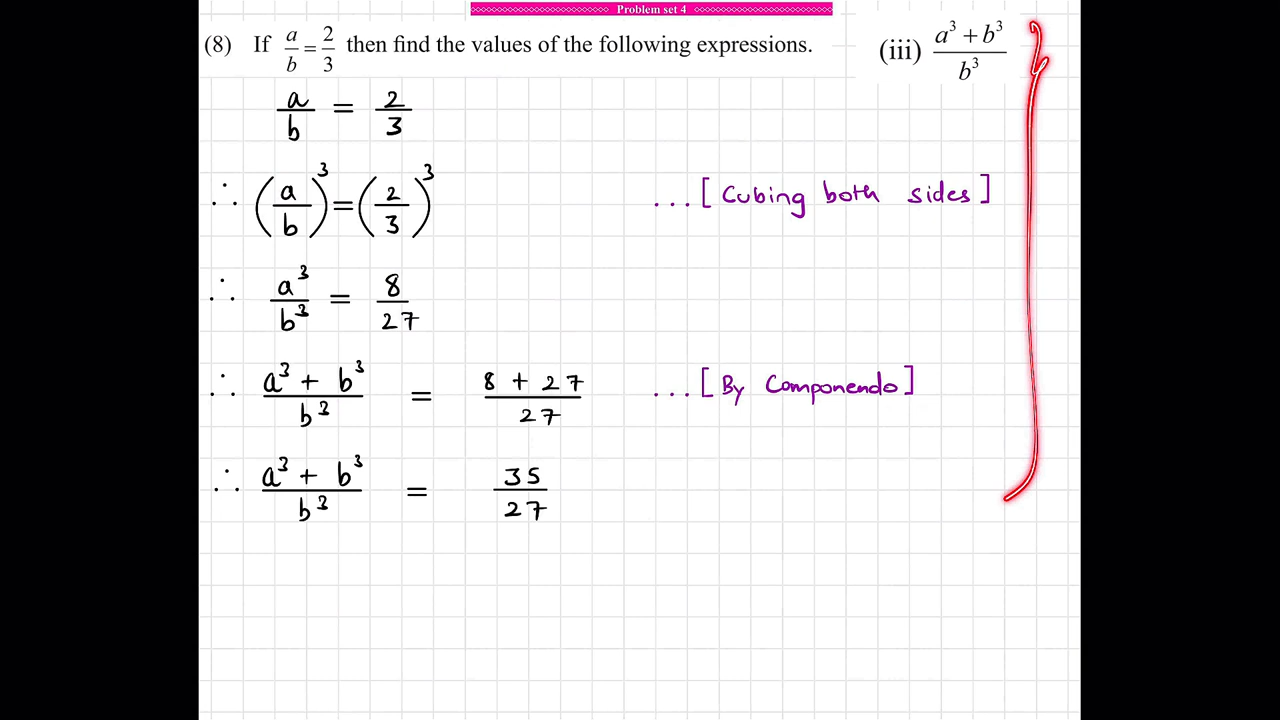 Problem set 4
(8) If a/b = 2/3 then find the values of the following expressions. (iii) (a³ + b³)/b³
a/b = 2/3
∴ (a/b)³ = (2/3)³ ... [Cubing both sides]
∴ a³/b³ = 8/27
∴ (a³ + b³)/b³ = (8 + 27)/27 ... [By Componendo]
∴ (a³ + b³)/b³ = 35/27